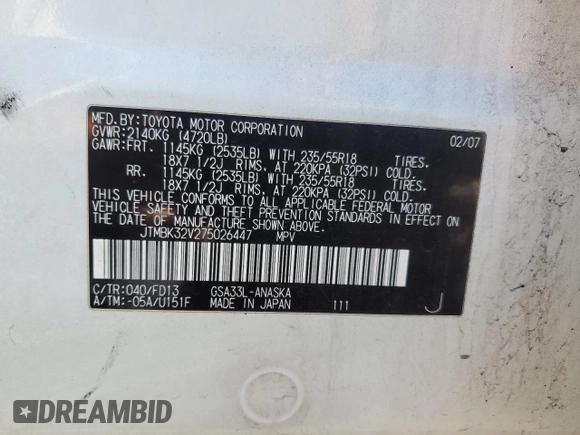 MFD.BY:TOYOTA MOTOR CORPORATION 02/07
GVWR:2140KG (4720LB)
GAWR:FRT. 1145KG (2535LB) WITH 235/55R18 TIRES.
18X7 1/2J RIMS. AT 220KPA (32PSI) COLD.
RR. 1145KG (2535LB) WITH 235/55R18 TIRES.
18X7 1/2J RIMS. AT 220KPA (32PSI) COLD.
THIS VEHICLE CONFORMS TO ALL APPLICABLE FEDERAL MOTOR
VEHICLE SAFETY AND BUMPER STANDARDS IN EFFECT ON
THE DATE OF MANUFACTURE SHOWN ABOVE.
JTMBK32V275026447 MPV
C/TR:040/FD13 GSA33L-ANASKA
A/TM:-05A/U151F MADE IN JAPAN 111 J
DREAMBID